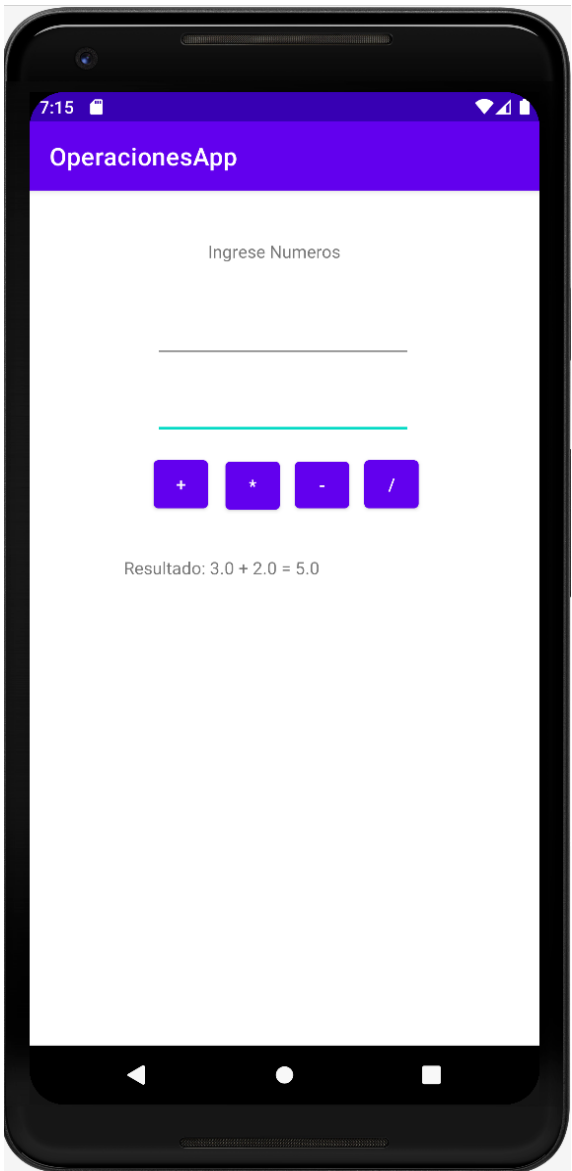 7:15
OperacionesApp
Ingrese Numeros
+ * - /
Resultado: 3.0 + 2.0 = 5.0